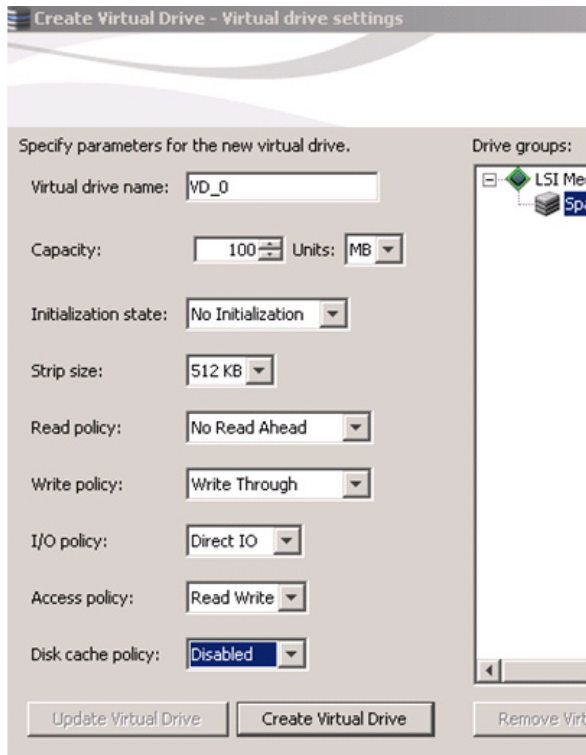 Create Virtual Drive - Virtual drive settings
Specify parameters for the new virtual drive.
Virtual drive name: VD_0
Capacity: 100 Units: MB
Initialization state: No Initialization
Strip size: 512 KB
Read policy: No Read Ahead
Write policy: Write Through
I/O policy: Direct IO
Access policy: Read Write
Disk cache policy: Disabled
Update Virtual Drive Create Virtual Drive
Drive groups:
LSI Me
Spa
Remove Virt